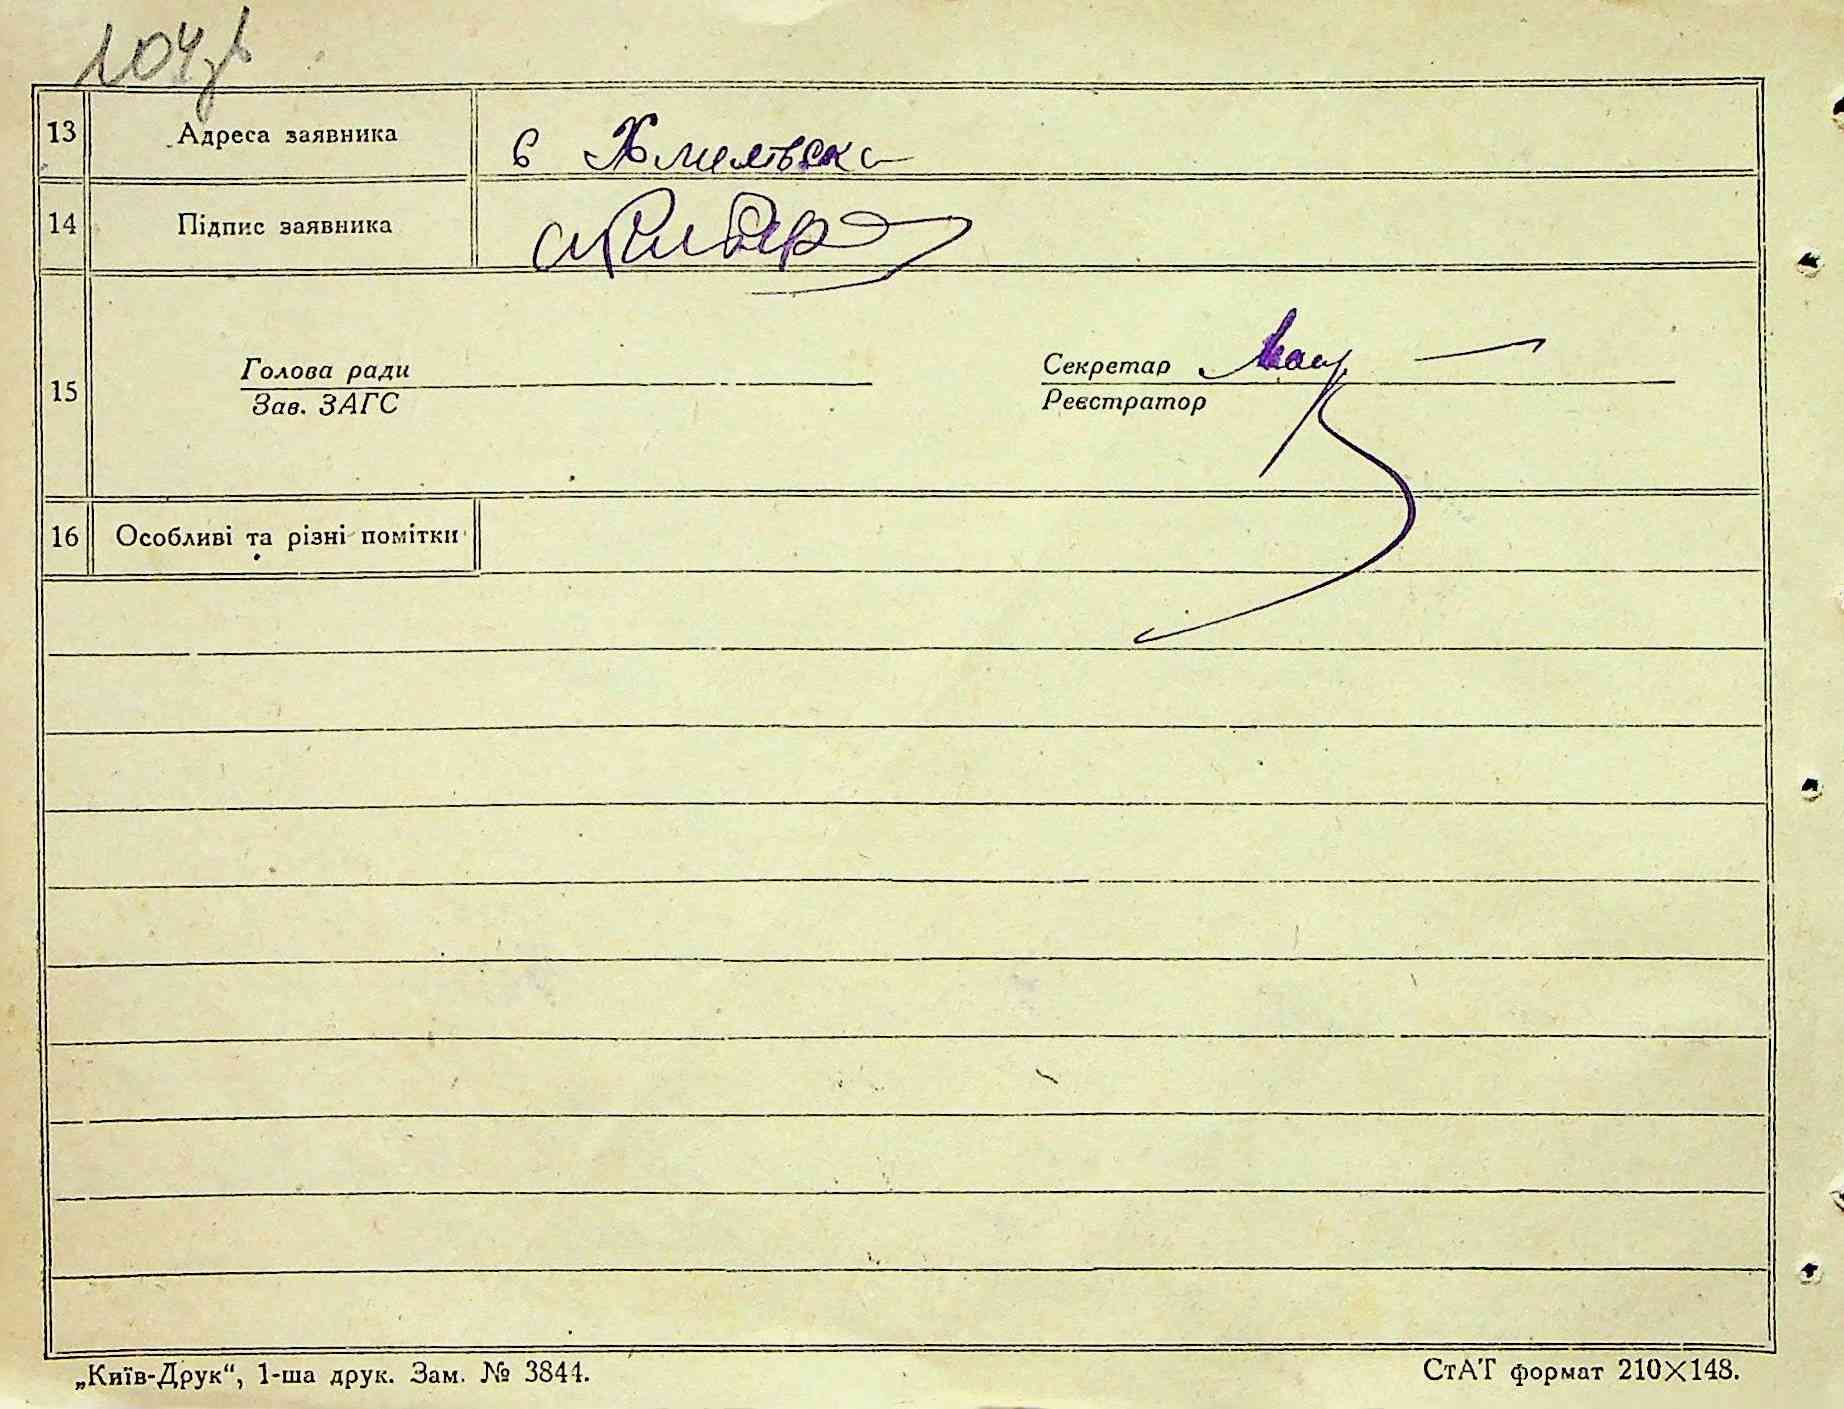 104
13 Адреса заявника
14 Підпис заявника
Голова ради Секретар
15
Зав. ЗАГС Реєстратор
16 Особливі та різні помітки
„Київ-Друк“, 1-ша друк. Зам. № 3844. СтАТ формат 210×148.